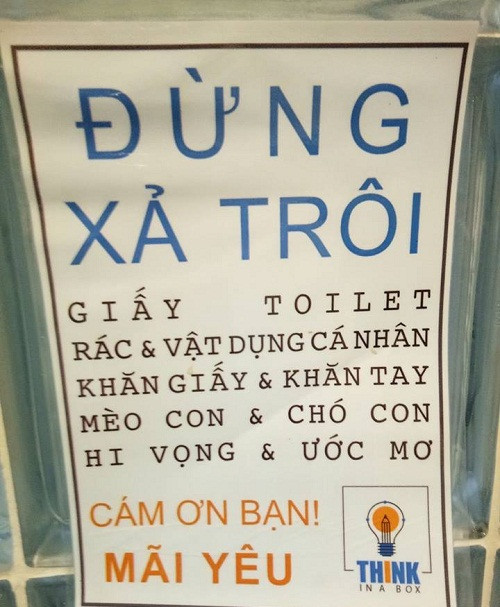 ĐỪNG
XẢ TRÔI
GIẤY TOILET
RÁC & VẬT DỤNG CÁ NHÂN
KHĂN GIẤY & KHĂN TAY
MÈO CON & CHÓ CON
HI VỌNG & ƯỚC MƠ
CÁM ƠN BẠN!
MÃI YÊU
THINK
IN A BOX